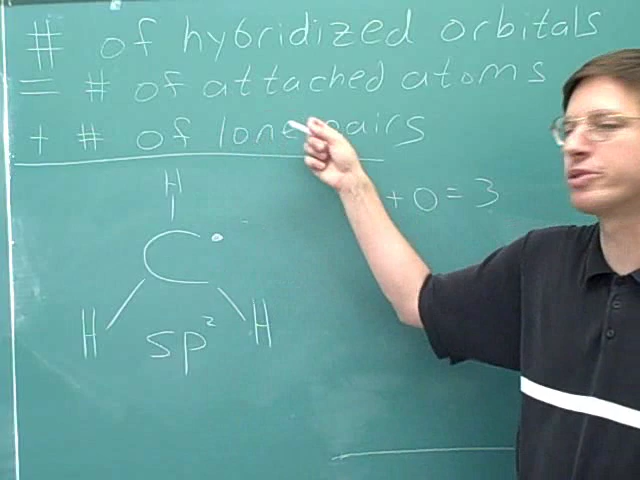 # of hybridized orbitals
= # of attached atoms
+ # of lone pairs
+ 0 = 3
H
C
H H
sp²